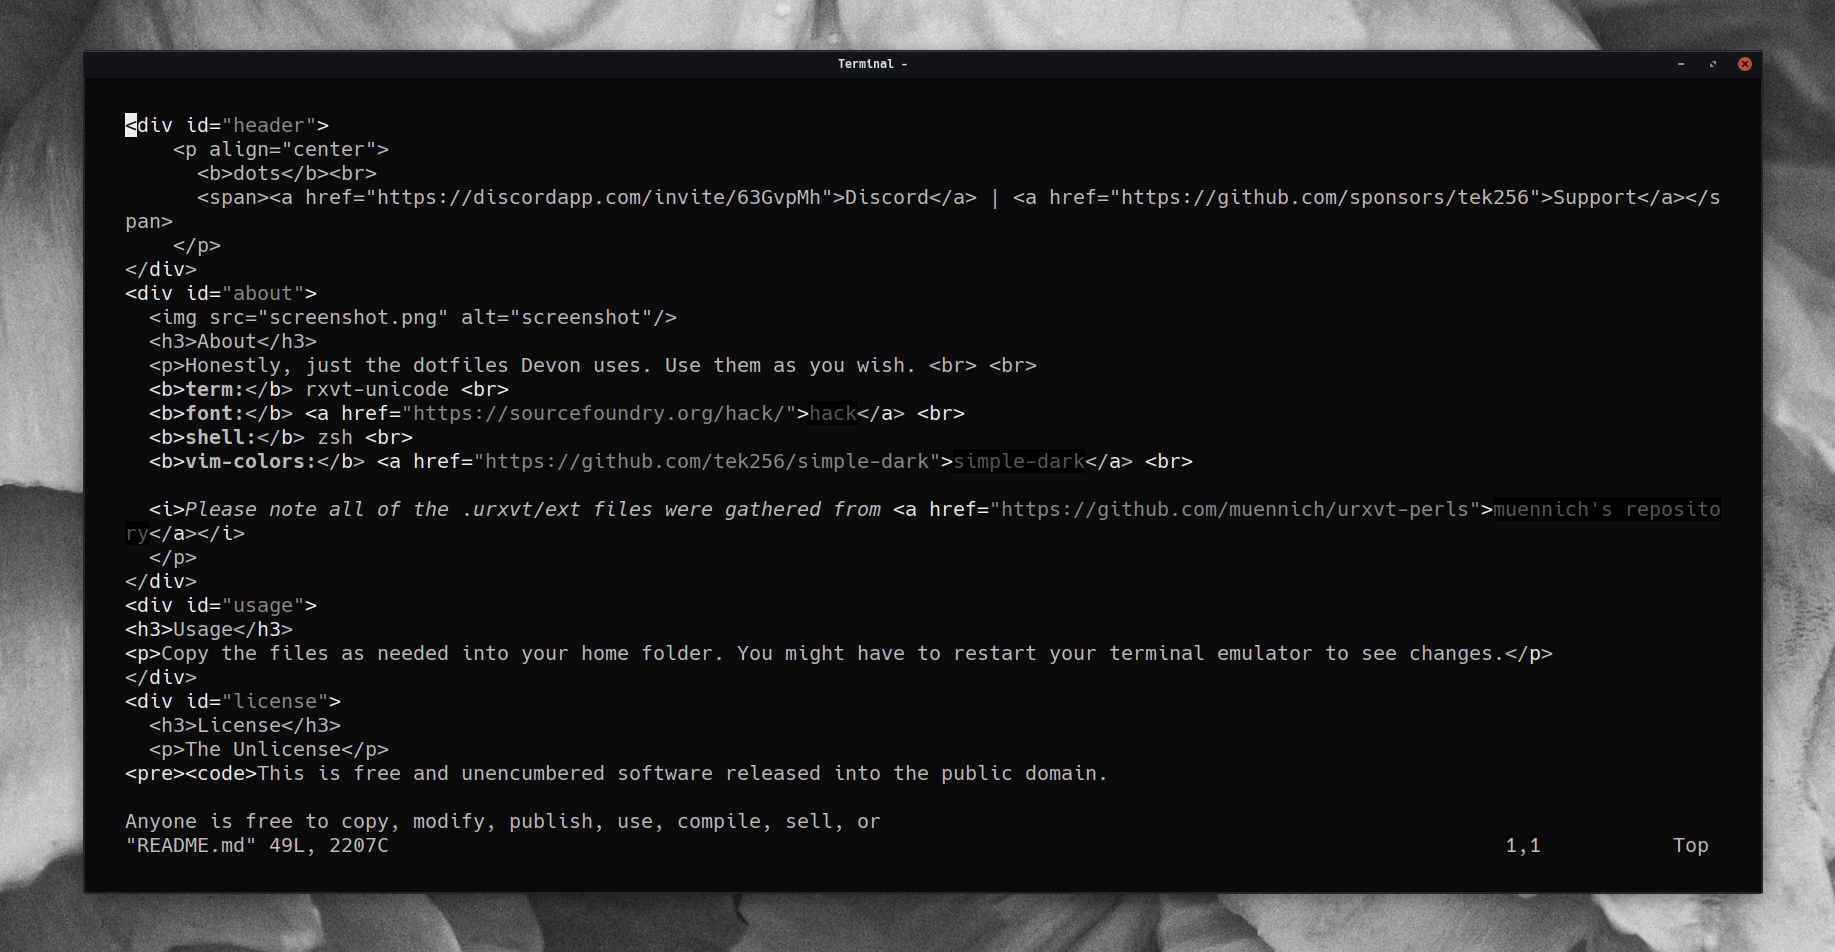 Terminal -
<div id="header">
    <p align="center">
      <b>dots</b><br>
      <span><a href="https://discordapp.com/invite/63GvpMh">Discord</a> | <a href="https://github.com/sponsors/tek256">Support</a></s
pan>
    </p>
</div>
<div id="about">
  <img src="screenshot.png" alt="screenshot"/>
  <h3>About</h3>
  <p>Honestly, just the dotfiles Devon uses. Use them as you wish. <br> <br>
  <b>term:</b> rxvt-unicode <br>
  <b>font:</b> <a href="https://sourcefoundry.org/hack/">hack</a> <br>
  <b>shell:</b> zsh <br>
  <b>vim-colors:</b> <a href="https://github.com/tek256/simple-dark">simple-dark</a> <br>

  <i>Please note all of the .urxvt/ext files were gathered from <a href="https://github.com/muennich/urxvt-perls">muennich's reposito
ry</a></i>
  </p>
</div>
<div id="usage">
<h3>Usage</h3>
<p>Copy the files as needed into your home folder. You might have to restart your terminal emulator to see changes.</p>
</div>
<div id="license">
  <h3>License</h3>
  <p>The Unlicense</p>
<pre><code>This is free and unencumbered software released into the public domain.

Anyone is free to copy, modify, publish, use, compile, sell, or
"README.md" 49L, 2207C 1,1 Top